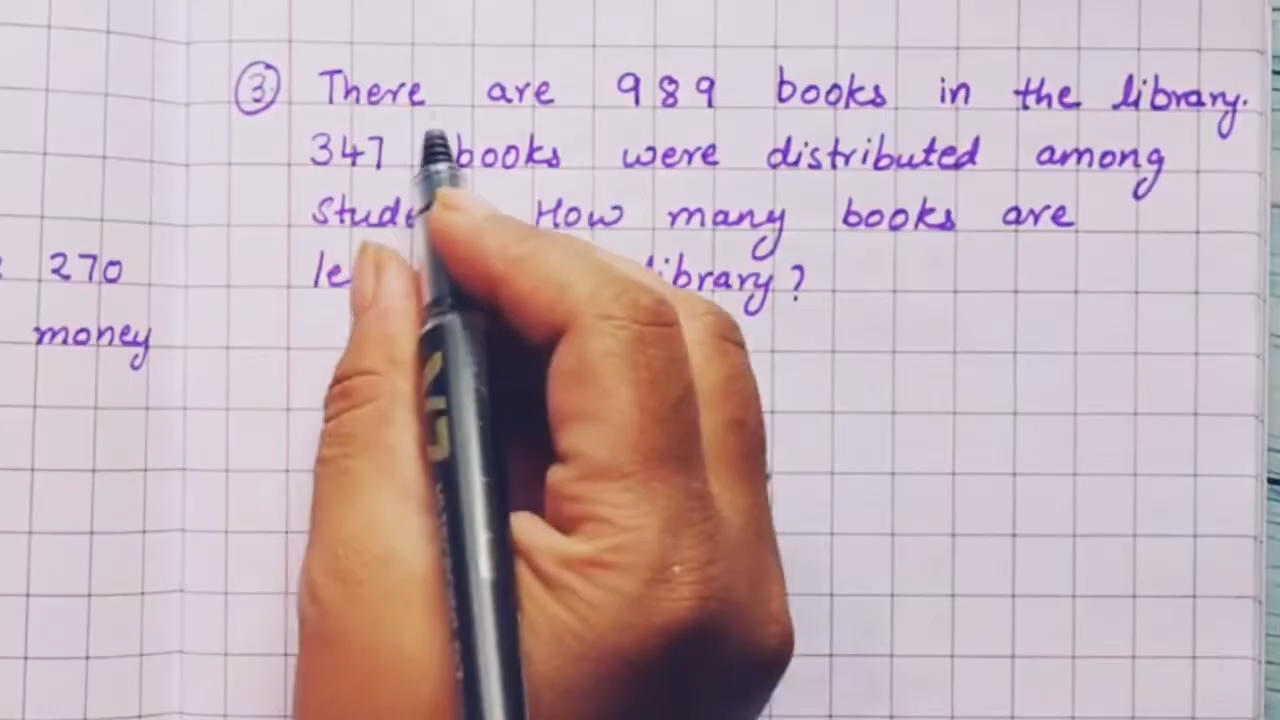 ③ There are 989 books in the library.
347 books were distributed among
How many books are
library?
270
money